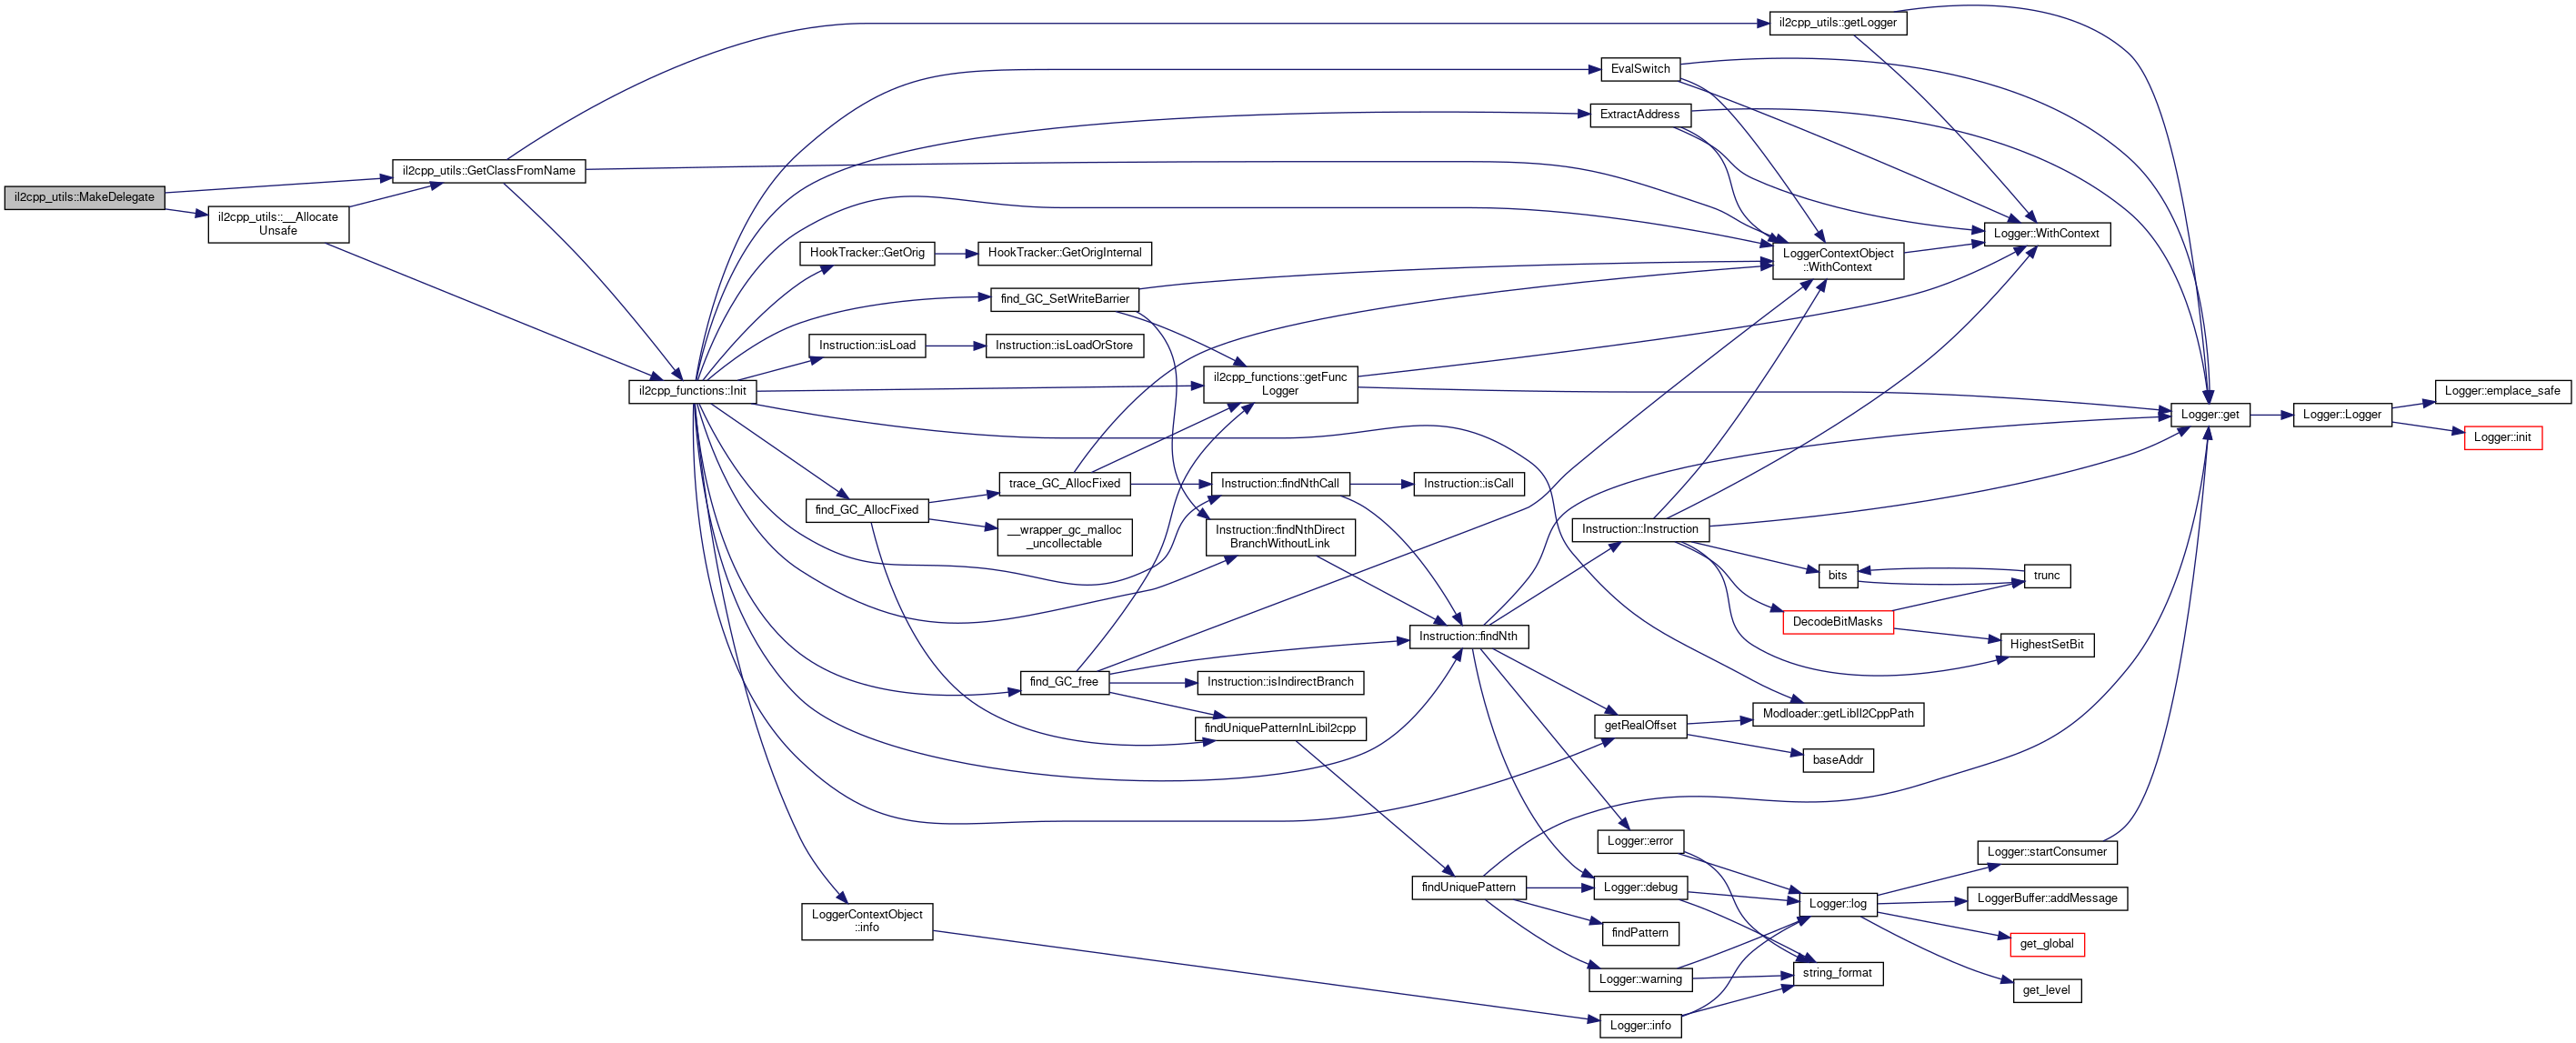 il2cpp_utils::MakeDelegate
il2cpp_utils::GetClassFromName
il2cpp_utils::__Allocate
Unsafe
il2cpp_functions::Init
HookTracker::GetOrig
HookTracker::GetOrigInternal
find_GC_SetWriteBarrier
Instruction::isLoad
Instruction::isLoadOrStore
il2cpp_functions::getFunc
Logger
find_GC_AllocFixed
trace_GC_AllocFixed
__wrapper_gc_malloc
_uncollectable
Instruction::findNthCall
Instruction::isCall
Instruction::findNthDirect
BranchWithoutLink
find_GC_free
Instruction::isIndirectBranch
findUniquePatternInLibil2cpp
LoggerContextObject
::info
il2cpp_utils::getLogger
EvalSwitch
ExtractAddress
LoggerContextObject
::WithContext
Logger::WithContext
Logger::get
Logger::Logger
Logger::emplace_safe
Logger::init
Instruction::Instruction
bits
trunc
DecodeBitMasks
HighestSetBit
Instruction::findNth
getRealOffset
Modloader::getLibIl2CppPath
baseAddr
Logger::error
findUniquePattern
Logger::debug
findPattern
Logger::warning
Logger::info
Logger::log
string_format
Logger::startConsumer
LoggerBuffer::addMessage
get_global
get_level